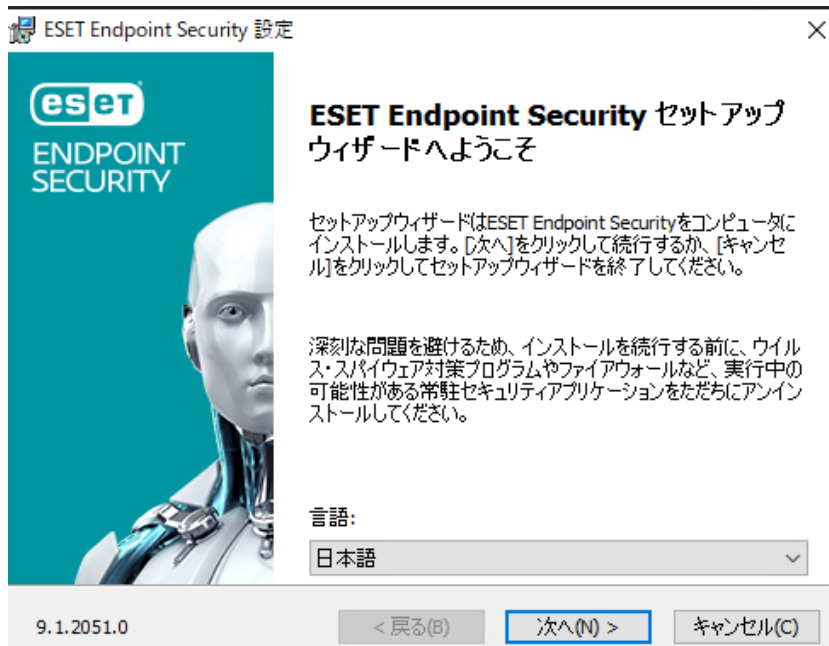 ESET Endpoint Security 設定
eset
ENDPOINT
SECURITY
ESET Endpoint Security セットアップ
ウィザードへようこそ
セットアップウィザードはESET Endpoint Securityをコンピュータに
インストールします。[次へ]をクリックして続行するか、[キャンセ
ル]をクリックしてセットアップウィザードを終了してください。
深刻な問題を避けるため、インストールを続行する前に、ウイル
ス・スパイウェア対策プログラムやファイアウォールなど、実行中の
可能性がある常駐セキュリティアプリケーションをただちにアンイン
ストールしてください。
言語:
日本語
9.1.2051.0
< 戻る(B)
次へ(N) >
キャンセル(C)